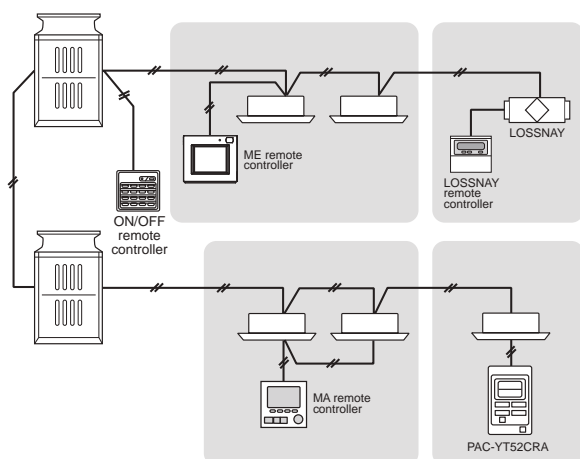 ME remote
controller
LOSSNAY
LOSSNAY
remote
controller
ON/OFF
remote
controller
MA remote
controller
PAC-YT52CRA